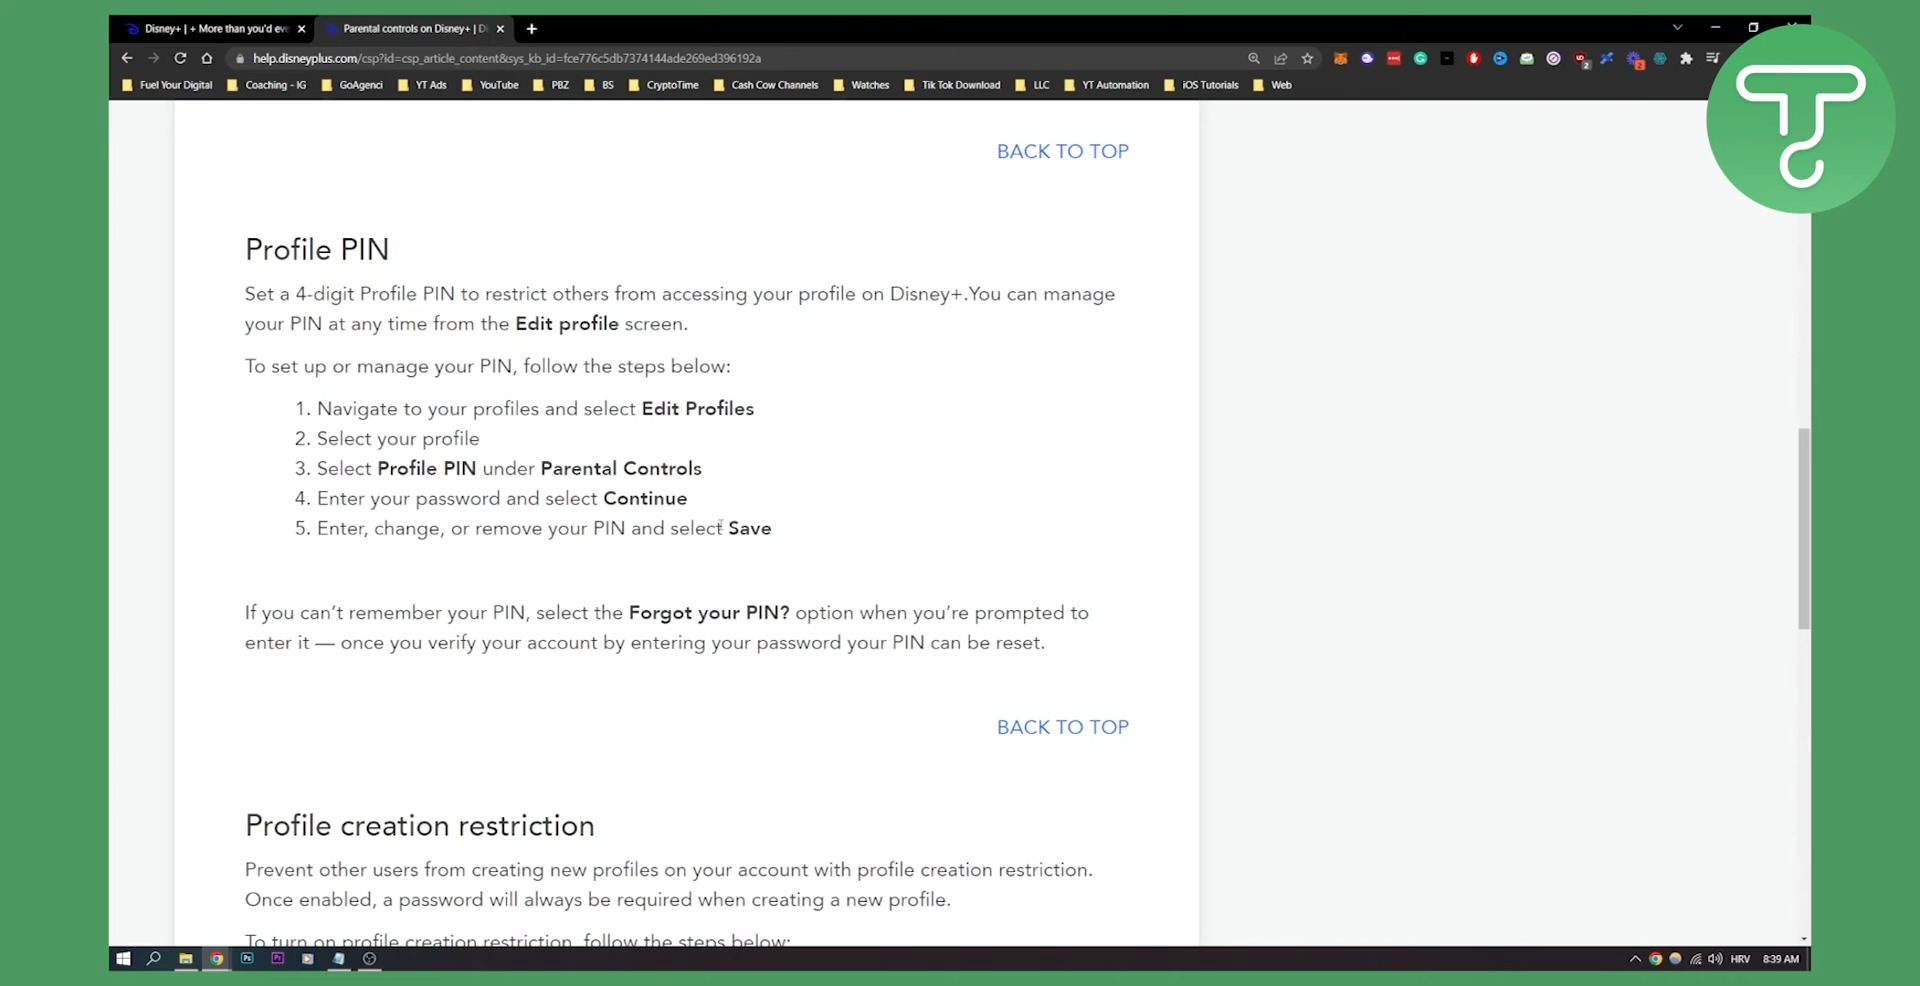 Disney+ | + More than you'd eve
Parental controls on Disney+ | Di
help.disneyplus.com/csp?id=csp_article_content&sys_kb_id=fce776c5db7374144ade269ed396192a
Fuel Your Digital
Coaching - IG
GoAgenci
YT Ads
YouTube
PBZ
BS
CryptoTime
Cash Cow Channels
Watches
Tik Tok Download
LLC
YT Automation
iOS Tutorials
Web
BACK TO TOP
Profile PIN
Set a 4-digit Profile PIN to restrict others from accessing your profile on Disney+.You can manage
your PIN at any time from the Edit profile screen.
To set up or manage your PIN, follow the steps below:
1. Navigate to your profiles and select Edit Profiles
2. Select your profile
3. Select Profile PIN under Parental Controls
4. Enter your password and select Continue
5. Enter, change, or remove your PIN and select Save
If you can't remember your PIN, select the Forgot your PIN? option when you're prompted to
enter it — once you verify your account by entering your password your PIN can be reset.
BACK TO TOP
Profile creation restriction
Prevent other users from creating new profiles on your account with profile creation restriction.
Once enabled, a password will always be required when creating a new profile.
To turn on profile creation restriction, follow the steps below:
Ps
Pr
HRV
8:39 AM